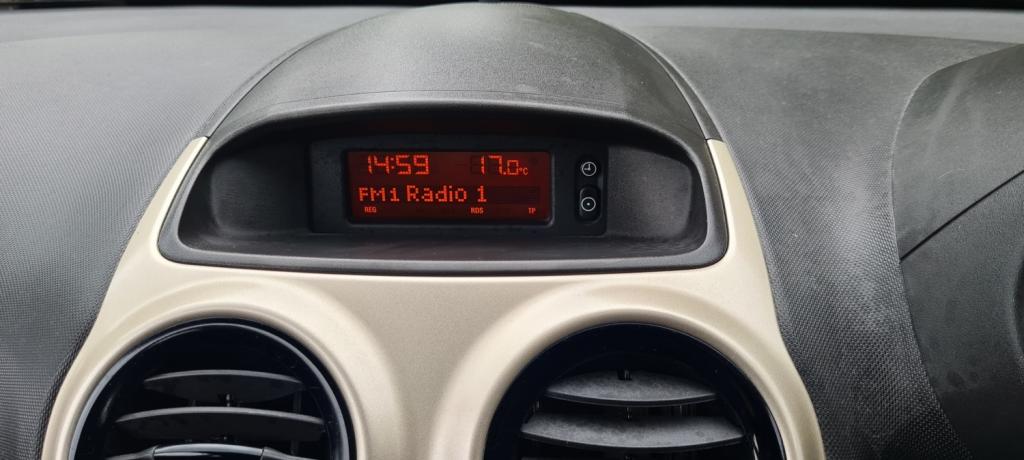 14:59 17.0°C
FM1 Radio 1
REG RDS TP